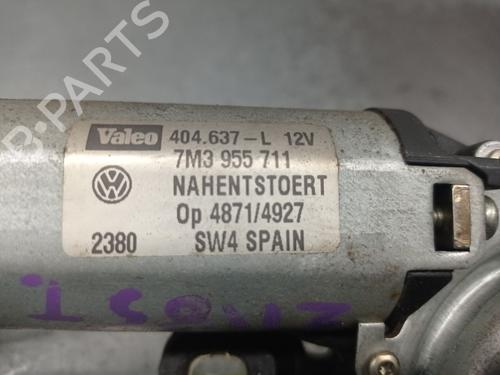 Valeo 404.637-L 12V
7M3 955 711
NAHENTSTOERT
Op 4871/4927
2380 SW4 SPAIN
B-PARTS